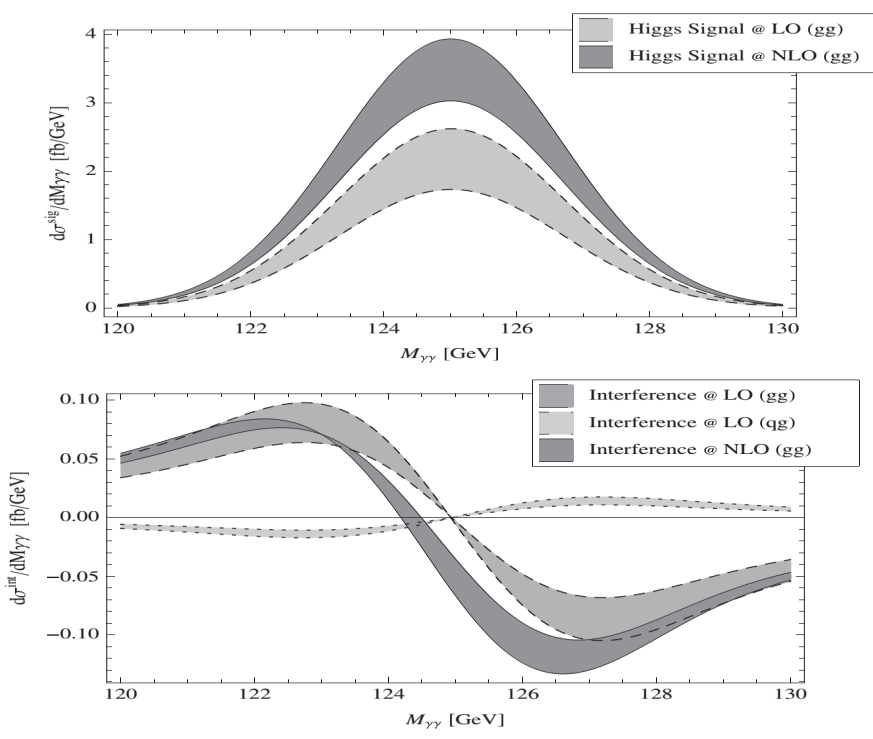 Higgs Signal @ LO (gg)
Higgs Signal @ NLO (gg)
dσ^sig/dMγγ [fb/GeV]
4
3
2
1
0
120 122 124 126 128 130
Mγγ [GeV]
Interference @ LO (gg)
Interference @ LO (qg)
Interference @ NLO (gg)
dσ^int/dMγγ [fb/GeV]
0.10
0.05
0.00
−0.05
−0.10
120 122 124 126 128 130
Mγγ [GeV]